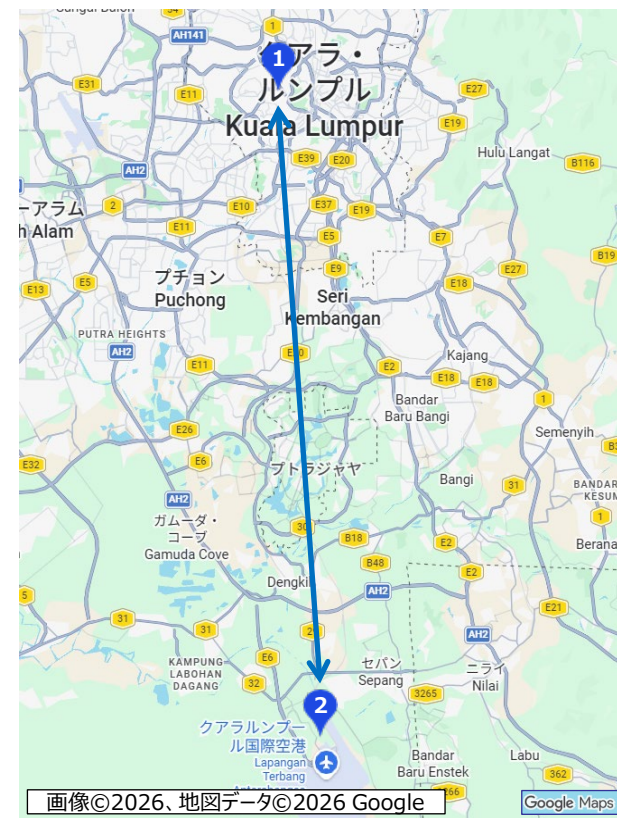 AH141
1
E31
E11
1
クアラ・
ルンプル
Kuala Lumpur
E27
E19
Hulu Langat
B116
AH2
E39
E20
ーアラム
h Alam
2
E10
E37
E19
E11
E5
E7
B19
E13
E5
プチョン
Puchong
E9
Seri
Kembangan
E18
E27
PUTRA HEIGHTS
AH2
E11
E2
Kajang
E18
E18
Bandar
Baru Bangi
1
E26
Semenyih
E32
E6
プトラジャヤ
Bangi
31
BANDAR
KESUM
AH2
1
ガムーダ・
コーブ
Gamuda Cove
30
B18
E2
Berana
B48
E2
Dengkil
AH2
5
E21
31
31
29
AH2
KAMPUNG
LABOHAN
DAGANG
E6
32
セパン
Sepang
ニライ
Nilai
3265
2
クアラルンプー
ル国際空港
Lapangan
Terbang
Bandar
Baru Enstek
Labu
362
画像©2026、地図データ©2026 Google
Google Maps